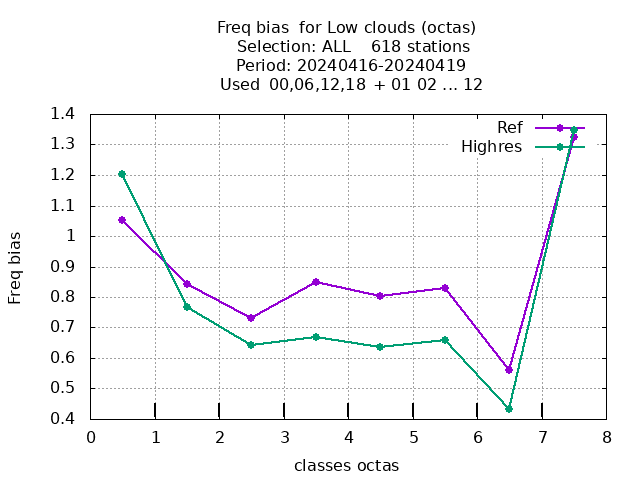 Freq bias  for Low clouds (octas)
Selection: ALL    618 stations
Period: 20240416-20240419
Used  00,06,12,18  + 01 02 ... 12
Ref
Highres
1.4
1.3
1.2
1.1
1
0.9
0.8
0.7
0.6
0.5
0.4
Freq bias
0 1 2 3 4 5 6 7 8
classes octas